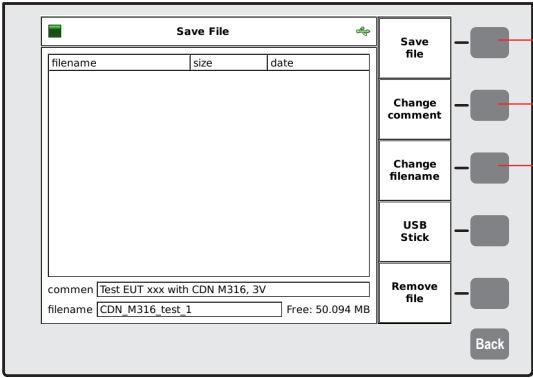 Save File
filename size date
commen Test EUT xxx with CDN M316, 3V
filename CDN_M316_test_1 Free: 50.094 MB
Save
file
Change
comment
Change
filename
USB
Stick
Remove
file
Back